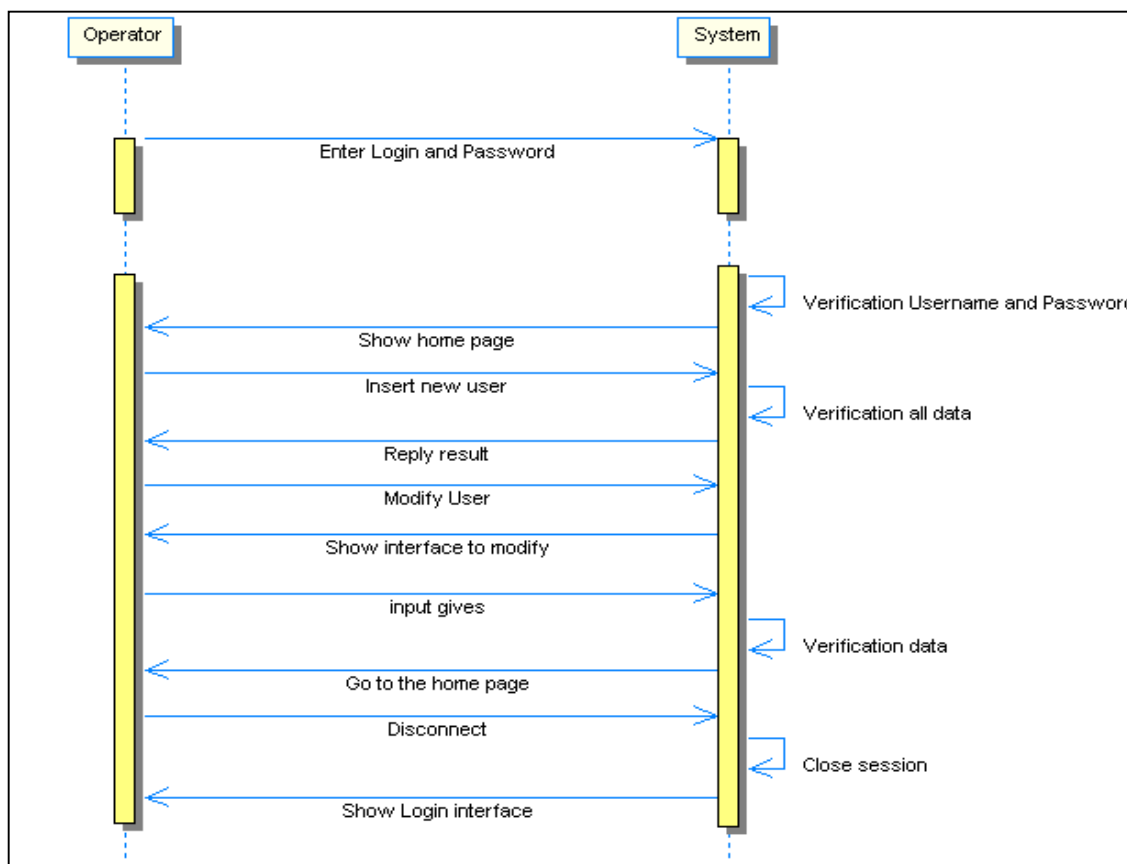 Operator
System
Enter Login and Password
Verification Username and Password
Show home page
Insert new user
Verification all data
Reply result
Modify User
Show interface to modify
input gives
Verification data
Go to the home page
Disconnect
Close session
Show Login interface